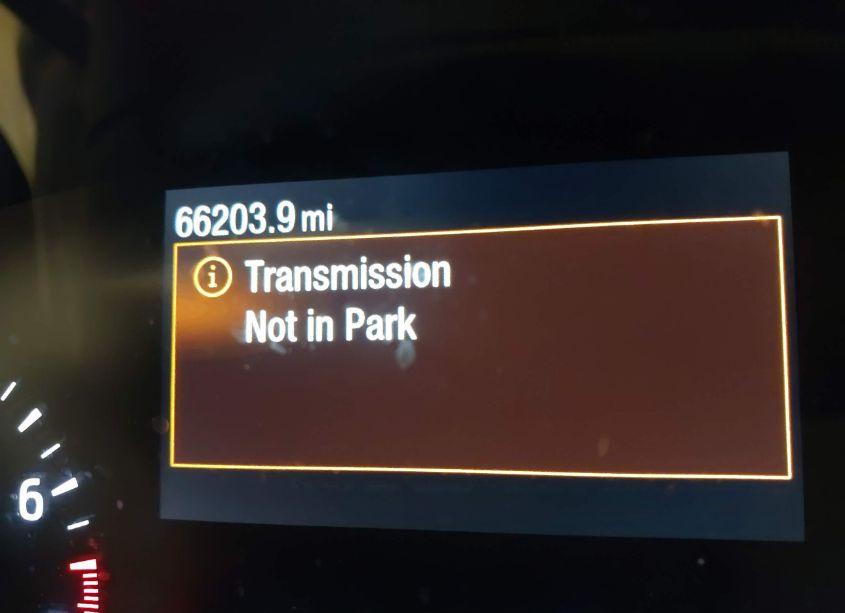 66203.9 mi
i Transmission
Not in Park
6